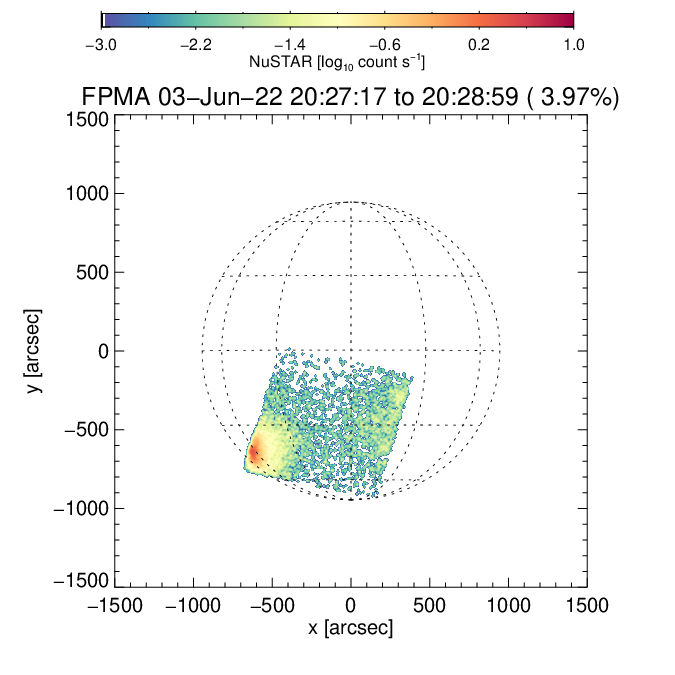 −3.0 −2.2 −1.4 −0.6 0.2 1.0
NuSTAR [log₁₀ count s⁻¹]
FPMA 03−Jun−22 20:27:17 to 20:28:59 ( 3.97%)
1500
1000
500
0
−500
−1000
−1500
y [arcsec]
−1500 −1000 −500 0 500 1000 1500
x [arcsec]